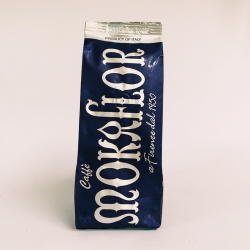 PRODUCT OF ITALY
Caffè
MOKAFLOR
a Firenze dal 1950